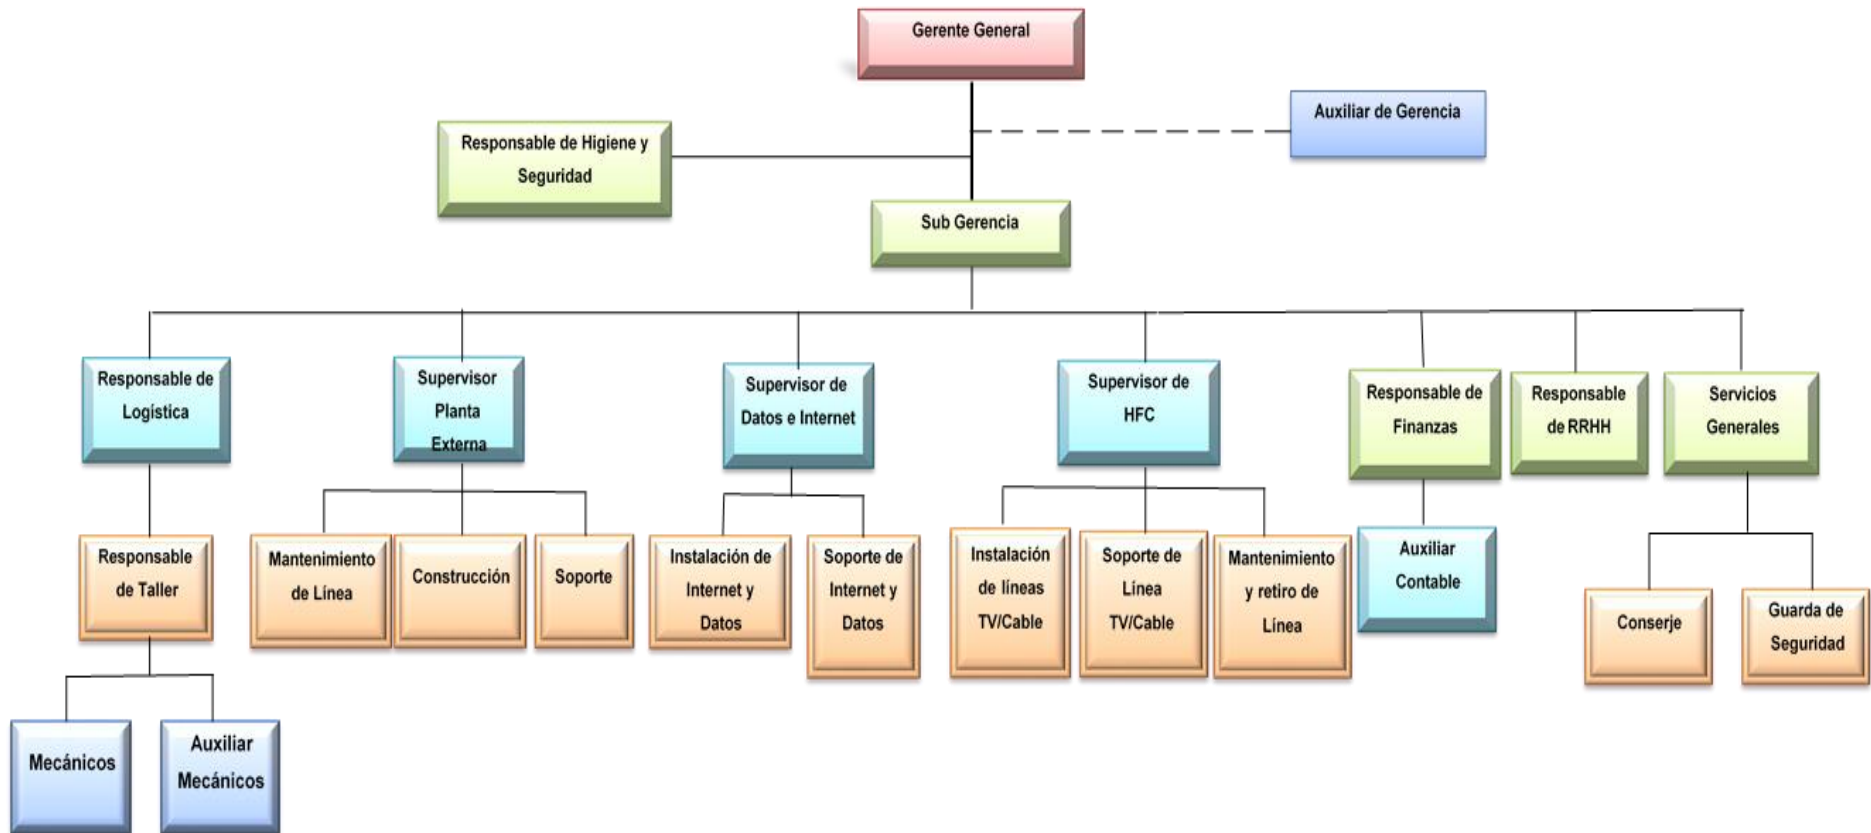 Gerente General
Auxiliar de Gerencia
Responsable de Higiene y
Seguridad
Sub Gerencia
Responsable de
Logística
Supervisor
Planta
Externa
Supervisor de
Datos e Internet
Supervisor de
HFC
Responsable de
Finanzas
Responsable
de RRHH
Servicios
Generales
Responsable
de Taller
Mantenimiento
de Línea
Construcción
Soporte
Instalación de
Internet y
Datos
Soporte de
Internet y
Datos
Instalación
de líneas
TV/Cable
Soporte de
Línea
TV/Cable
Mantenimiento
y retiro de
Línea
Auxiliar
Contable
Conserje
Guarda de
Seguridad
Mecánicos
Auxiliar
Mecánicos